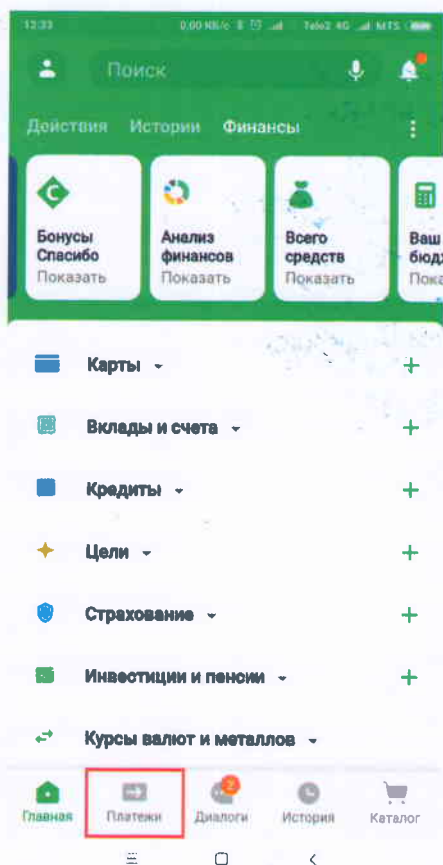 12:33 0,00 КБ/с Tele2 4G MTS
Поиск
Действия Истории Финансы
Бонусы
Спасибо
Показать
Анализ
финансов
Показать
Всего
средств
Показать
Ваш
бюдж
Пока
Карты
Вклады и счета
Кредиты
Цели
Страхование
Инвестиции и пенсии
Курсы валют и металлов
2
Главная Платежи Диалоги История Каталог